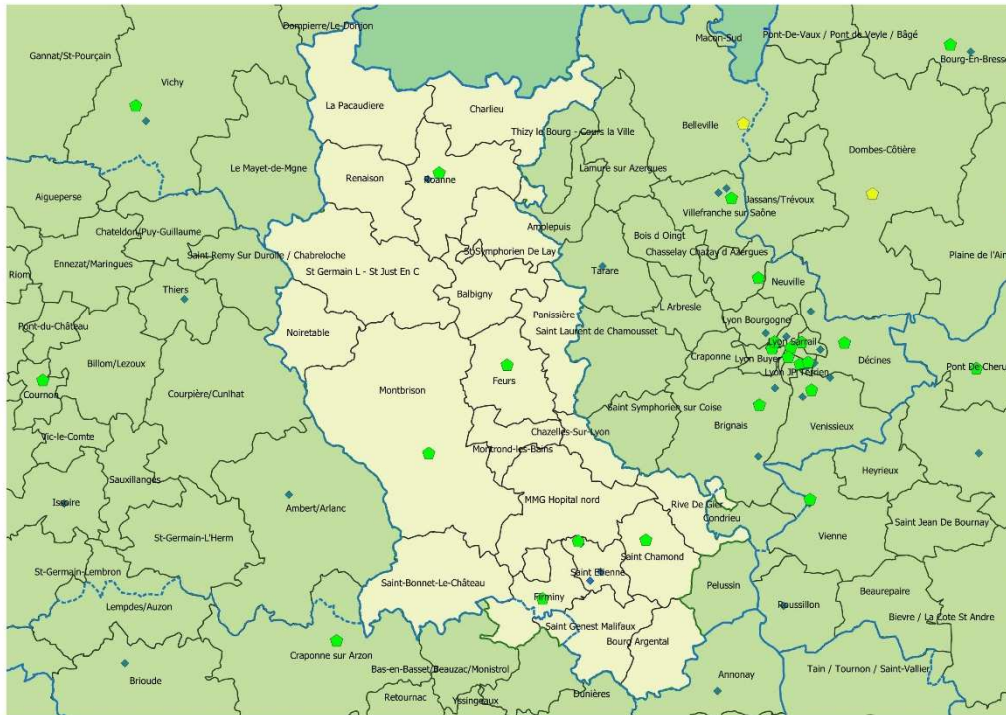 Dompierre/Le-Donjon
Macon-Sud
Pont-De-Vaux / Pont de Veyle / Bâgé
Gannat/St-Pourçain
Bourg-En-Bresse
Vichy
La Pacaudiere
Charlieu
Belleville
Thizy le Bourg - Cours la Ville
Dombes-Côtière
Le Mayet-de-Mgne
Renaison
Roanne
Lamure sur Azergues
Aigueperse
Jassans/Trévoux
Villefranche sur Saône
Chateldon/Puy-Guillaume
Amplepuis
Bois d Oingt
Saint Remy Sur Durolle / Chabreloche
St Symphorien De Lay
Chasselay Chazay d Azergues
Plaine de l'Ain
Ennezat/Maringues
Riom
St Germain L - St Just En C
Tarare
Thiers
Neuville
Balbigny
L Arbresle
Panissière
Lyon Bourgogne
Pont-du-Château
Noiretable
Saint Laurent de Chamousset
Lyon Sarrail
Billom/Lezoux
Craponne
Lyon Buyer
Décines
Lyon JP Terrien
Pont De Cheruy
Feurs
Cournon
Courpière/Cunlhat
Montbrison
Saint Symphorien sur Coise
Brignais
Venissieux
Vic-le-Comte
Chazelles-Sur-Lyon
Montrond-les-Bains
Heyrieux
Sauxillanges
Issoire
MMG Hopital nord
Rive De Gier
Ambert/Arlanc
Condrieu
Saint Jean De Bournay
Vienne
St-Germain-L'Herm
Saint Chamond
St-Germain-Lembron
Saint Etienne
Saint-Bonnet-Le-Château
Pelussin
Beaurepaire
Firminy
Lempdes/Auzon
Roussillon
Bievre / La Cote St Andre
Saint Genest Malifaux
Bourg Argental
Craponne sur Arzon
Bas-en-Basset/Beauzac/Monistrol
Tain / Tournon / Saint-Vallier
Brioude
Annonay
Retournac
Yssingeaux
Dunières